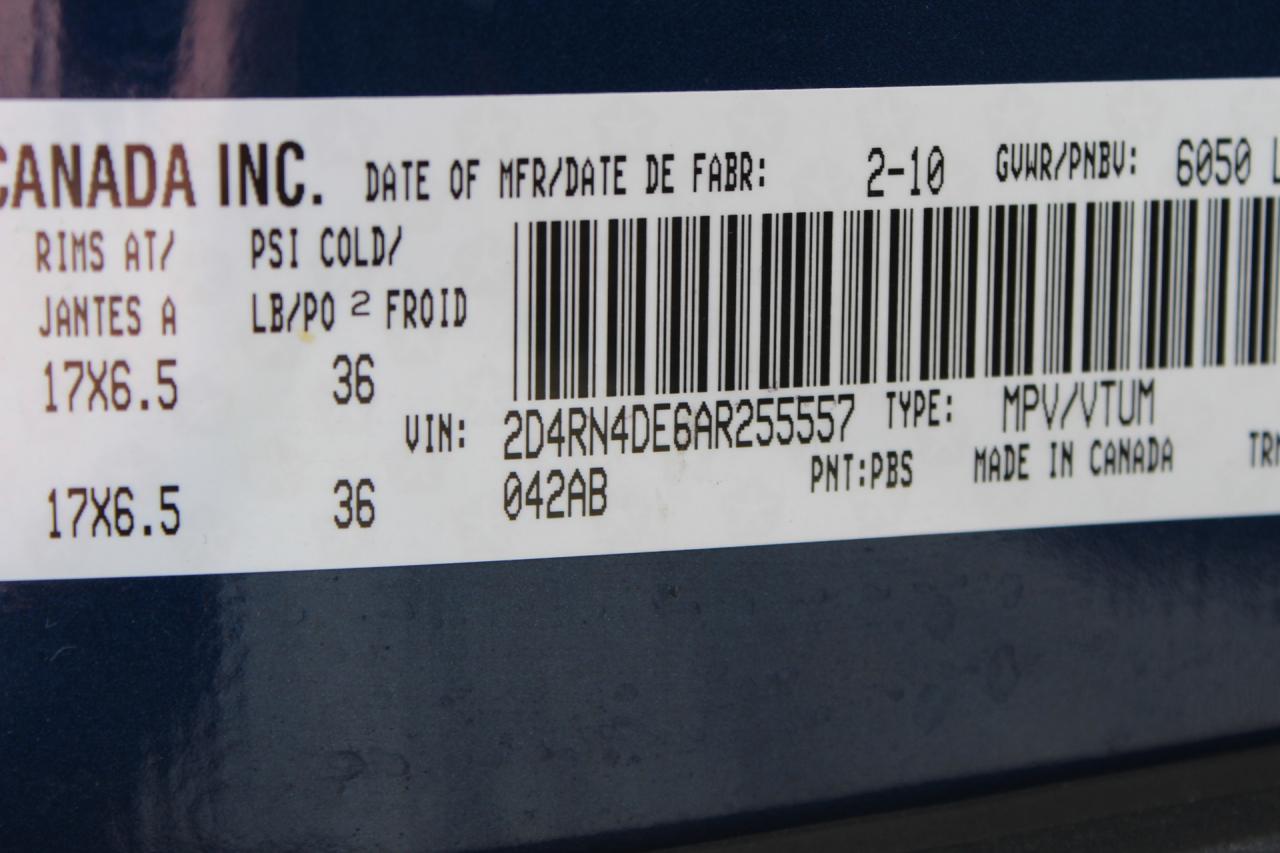 CANADA INC. DATE OF MFR/DATE DE FABR: 2-10 GVWR/PNBV: 6050
RIMS AT/ PSI COLD/
JANTES A LB/PO 2 FROID
17X6.5 36
VIN: 2D4RN4DE6AR255557 TYPE: MPV/VTUM
17X6.5 36 042AB PNT:PBS MADE IN CANADA